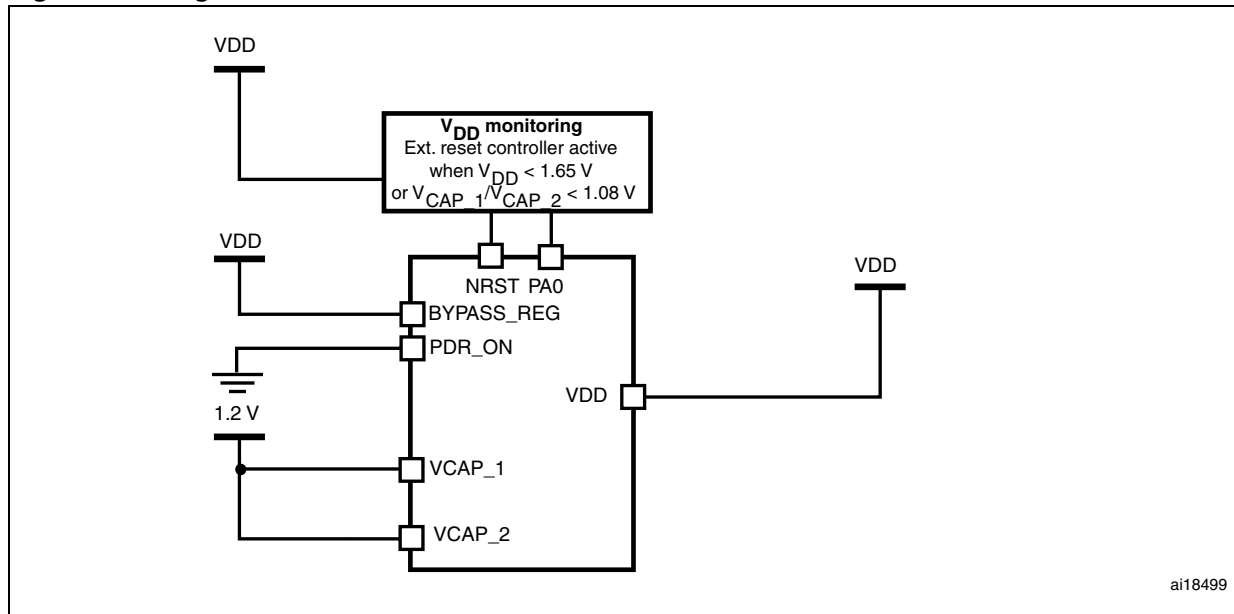 VDD
VDD monitoring
Ext. reset controller active
when VDD < 1.65 V
or VCAP_1/VCAP_2 < 1.08 V
VDD
VDD
NRST PA0
BYPASS_REG
PDR_ON
VDD
1.2 V
VCAP_1
VCAP_2
ai18499